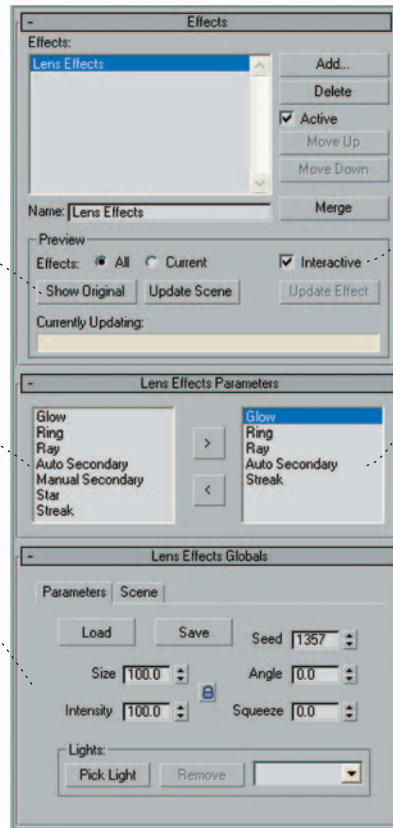 - Effects
Effects:
Lens Effects
Add...
Delete
Active
Move Up
Move Down
Name: Lens Effects
Merge
Preview
Effects: All Current Interactive
Show Original Update Scene Update Effect
Currently Updating:
- Lens Effects Parameters
Glow
Ring
Ray
Auto Secondary
Manual Secondary
Star
Streak
>
<
Glow
Ring
Ray
Auto Secondary
Streak
- Lens Effects Globals
Parameters Scene
Load Save Seed 1357
Size 100.0 Angle 0.0
Intensity 100.0 Squeeze 0.0
Lights:
Pick Light Remove